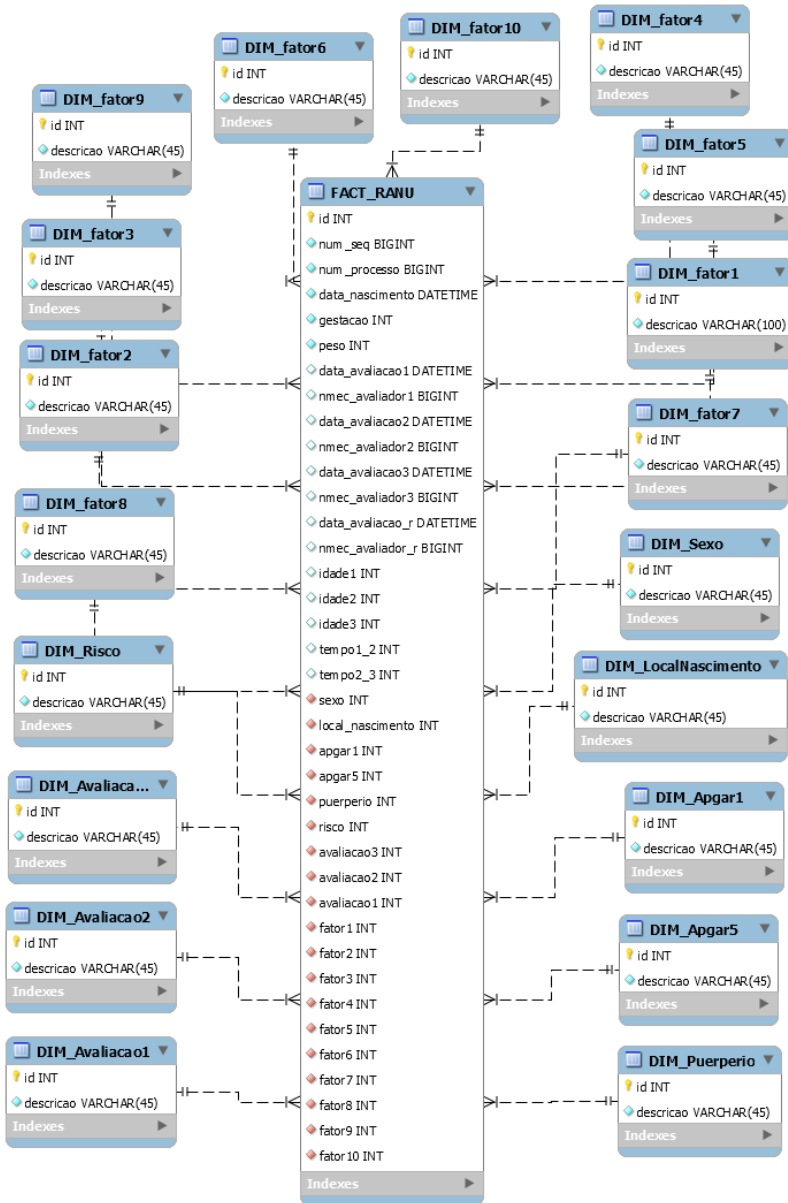 DIM_fator6
id INT
descricao VARCHAR(45)
Indexes
DIM_fator10
id INT
descricao VARCHAR(45)
Indexes
DIM_fator4
id INT
descricao VARCHAR(45)
Indexes
DIM_fator9
id INT
descricao VARCHAR(45)
Indexes
DIM_fator5
id INT
descricao VARCHAR(45)
Indexes
DIM_fator3
id INT
descricao VARCHAR(45)
Indexes
DIM_fator1
id INT
descricao VARCHAR(100)
Indexes
DIM_fator2
id INT
descricao VARCHAR(45)
Indexes
DIM_fator7
id INT
descricao VARCHAR(45)
Indexes
DIM_fator8
id INT
descricao VARCHAR(45)
Indexes
DIM_Sexo
id INT
descricao VARCHAR(45)
Indexes
DIM_Risco
id INT
descricao VARCHAR(45)
Indexes
DIM_LocalNascimento
id INT
descricao VARCHAR(45)
Indexes
DIM_Avaliaca...
id INT
descricao VARCHAR(45)
Indexes
DIM_Apgar1
id INT
descricao VARCHAR(45)
Indexes
DIM_Avaliacao2
id INT
descricao VARCHAR(45)
Indexes
DIM_Apgar5
id INT
descricao VARCHAR(45)
Indexes
DIM_Avaliacao1
id INT
descricao VARCHAR(45)
Indexes
DIM_Puerperio
id INT
descricao VARCHAR(45)
Indexes
FACT_RANU
id INT
num_seq BIGINT
num_processo BIGINT
data_nascimento DATETIME
gestacao INT
peso INT
data_avaliacao1 DATETIME
nmec_avaliador1 BIGINT
data_avaliacao2 DATETIME
nmec_avaliador2 BIGINT
data_avaliacao3 DATETIME
nmec_avaliador3 BIGINT
data_avaliacao_r DATETIME
nmec_avaliador_r BIGINT
idade1 INT
idade2 INT
idade3 INT
tempo1_2 INT
tempo2_3 INT
sexo INT
local_nascimento INT
apgar1 INT
apgar5 INT
puerperio INT
risco INT
avaliacao3 INT
avaliacao2 INT
avaliacao1 INT
fator1 INT
fator2 INT
fator3 INT
fator4 INT
fator5 INT
fator6 INT
fator7 INT
fator8 INT
fator9 INT
fator10 INT
Indexes